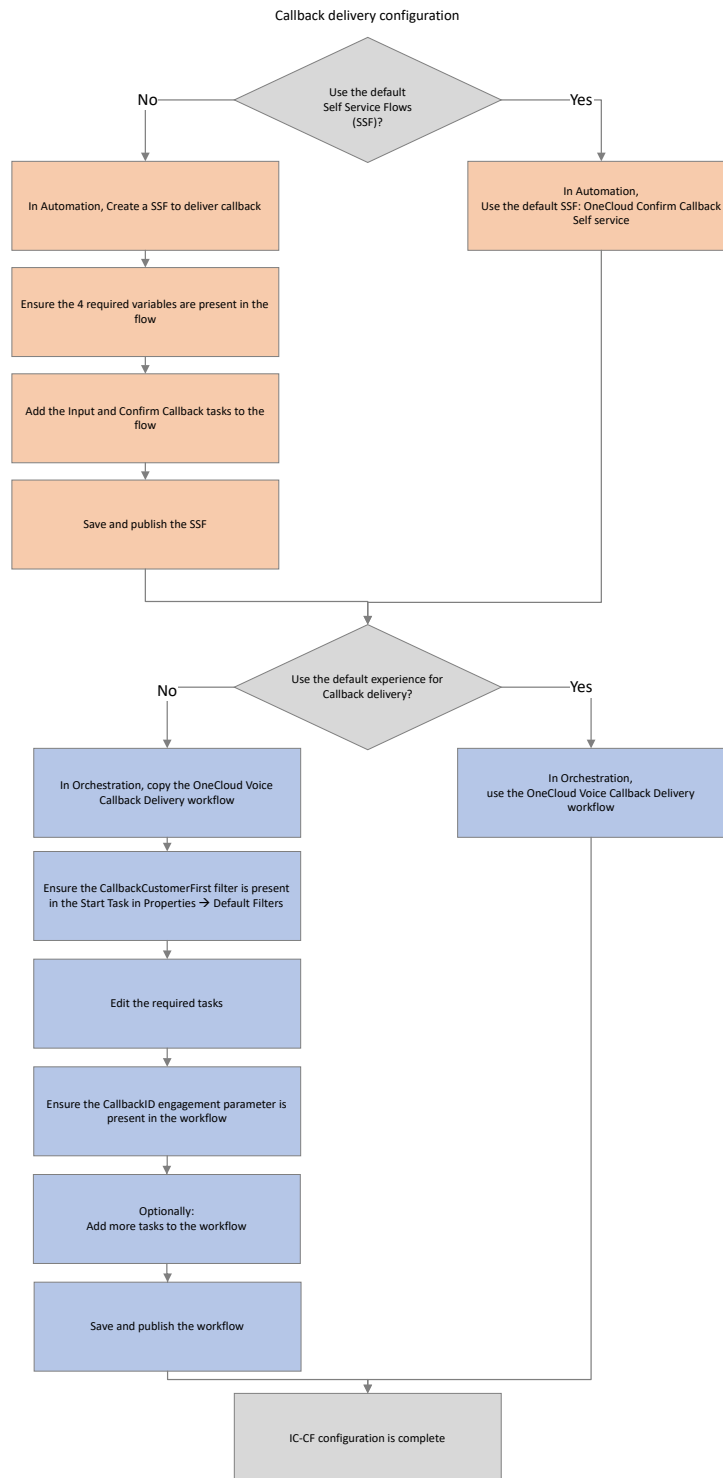 Callback delivery configuration
Use the default
Self Service Flows
(SSF)?
No
Yes
In Automation, Create a SSF to deliver callback
In Automation,
Use the default SSF: OneCloud Confirm Callback
Self service
Ensure the 4 required variables are present in the
flow
Add the Input and Confirm Callback tasks to the
flow
Save and publish the SSF
Use the default experience for
Callback delivery?
No
Yes
In Orchestration, copy the OneCloud Voice
Callback Delivery workflow
In Orchestration,
use the OneCloud Voice Callback Delivery
workflow
Ensure the CallbackCustomerFirst filter is present
in the Start Task in Properties → Default Filters
Edit the required tasks
Ensure the CallbackID engagement parameter is
present in the workflow
Optionally:
Add more tasks to the workflow
Save and publish the workflow
IC-CF configuration is complete